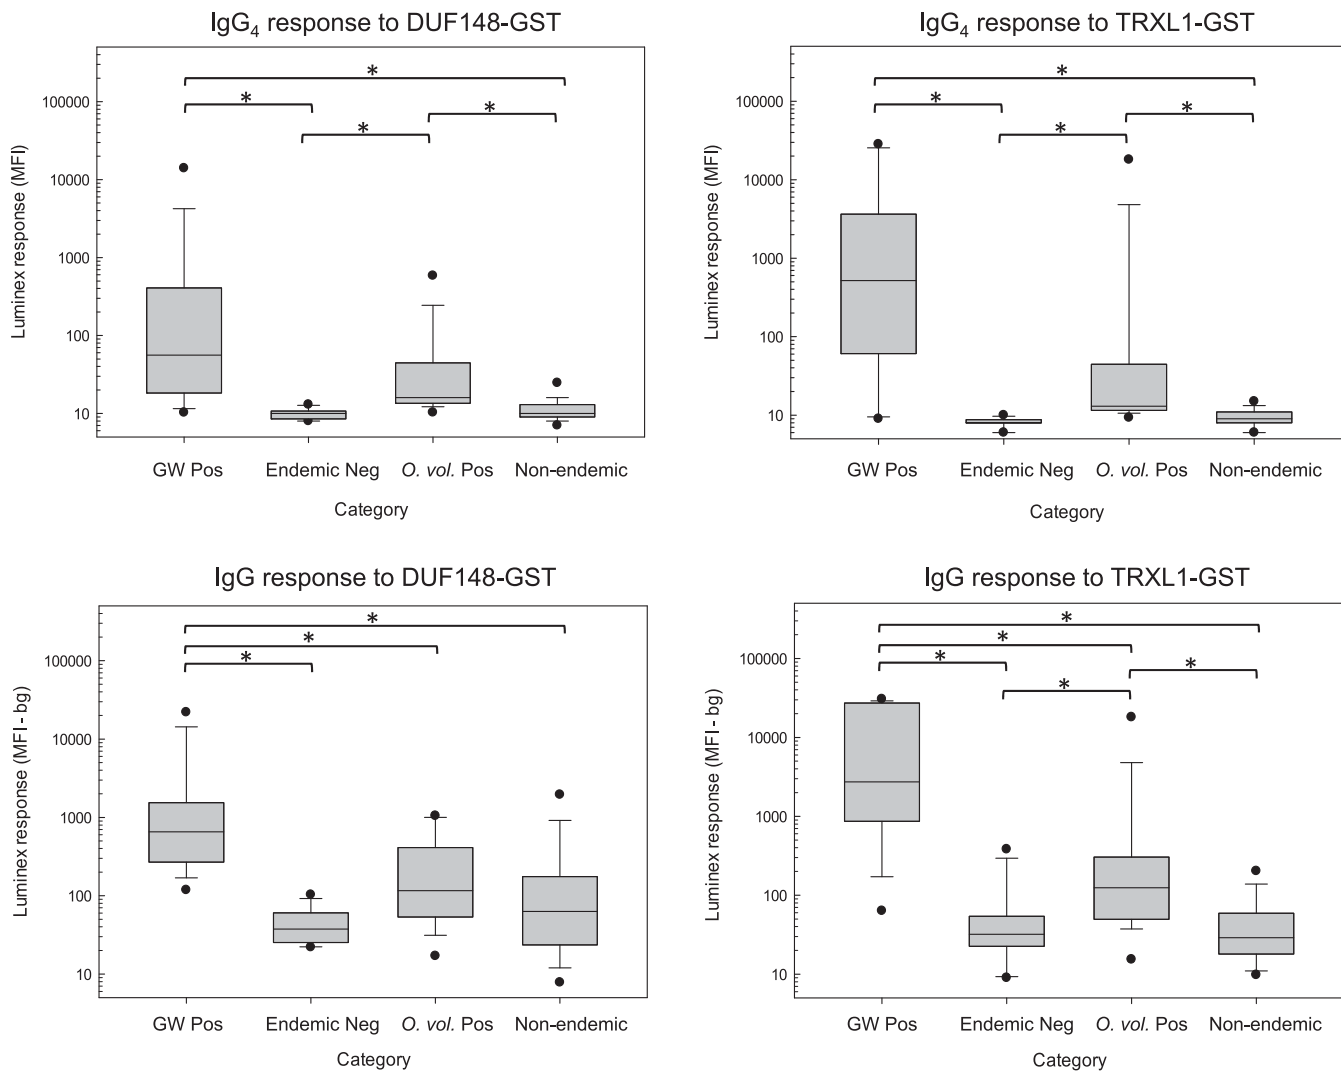 IgG₄ response to DUF148-GST
Luminex response (MFI)
100000
10000
1000
100
10
* * * *
GW Pos Endemic Neg O. vol. Pos Non-endemic
Category
IgG₄ response to TRXL1-GST
Luminex response (MFI)
100000
10000
1000
100
10
* * * *
GW Pos Endemic Neg O. vol. Pos Non-endemic
Category
IgG response to DUF148-GST
Luminex response (MFI - bg)
100000
10000
1000
100
10
* * *
GW Pos Endemic Neg O. vol. Pos Non-endemic
Category
IgG response to TRXL1-GST
Luminex response (MFI - bg)
100000
10000
1000
100
10
* * * * *
GW Pos Endemic Neg O. vol. Pos Non-endemic
Category